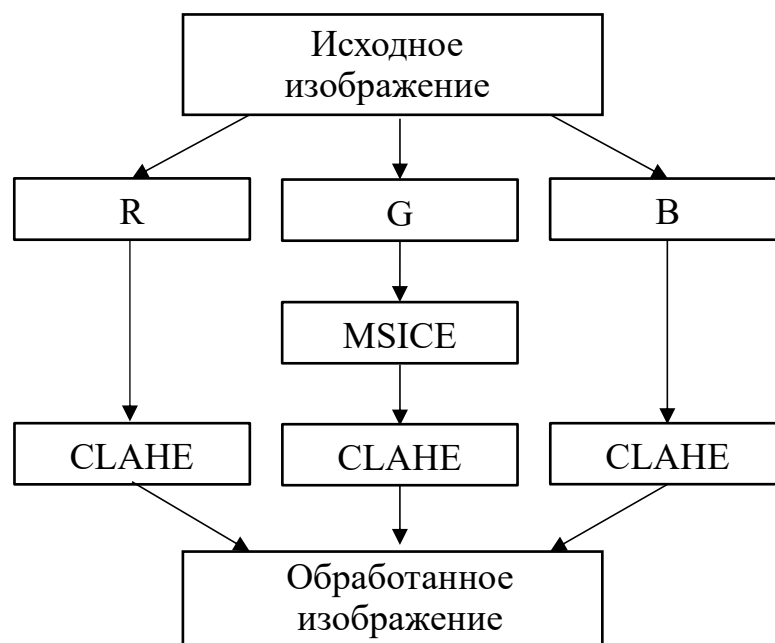 Исходное
изображение
R
G
B
MSICE
CLAHE
CLAHE
CLAHE
Обработанное
изображение